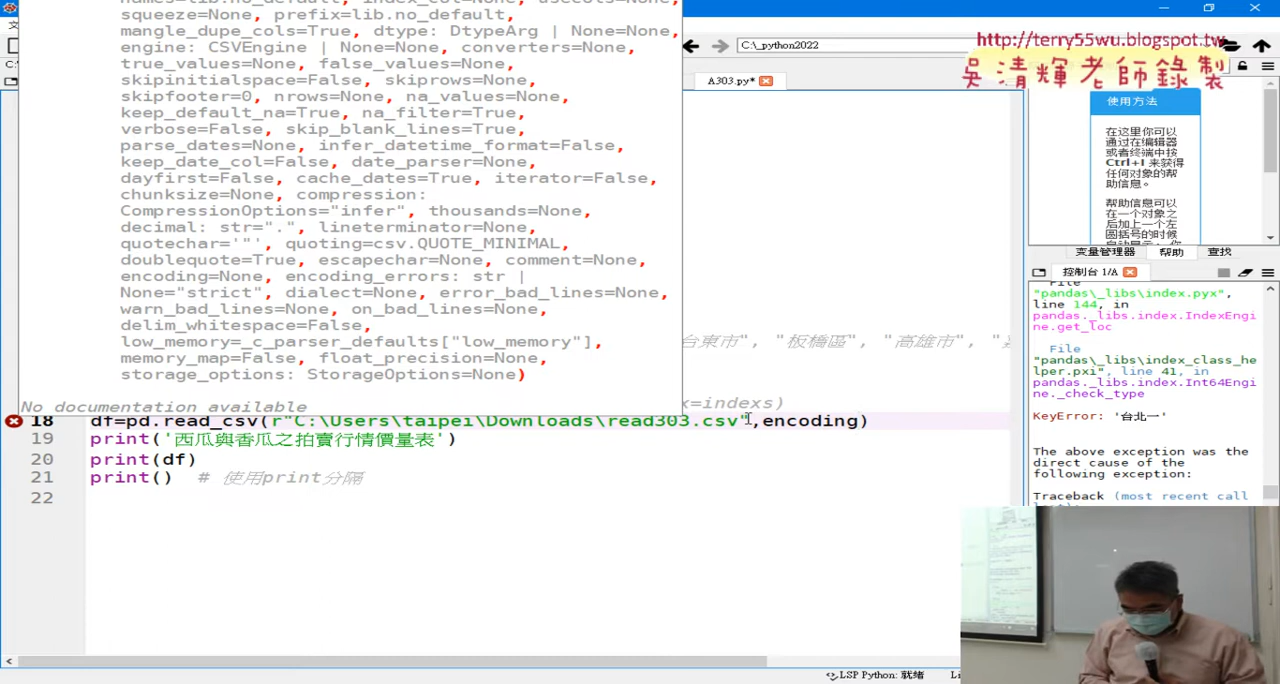 squeeze=None, prefix=lib.no_default,
mangle_dupe_cols=True, dtype: DtypeArg | None=None,
engine: CSVEngine | None=None, converters=None,
true_values=None, false_values=None,
skipinitialspace=False, skiprows=None,
skipfooter=0, nrows=None, na_values=None,
keep_default_na=True, na_filter=True,
verbose=False, skip_blank_lines=True,
parse_dates=None, infer_datetime_format=False,
keep_date_col=False, date_parser=None,
dayfirst=False, cache_dates=True, iterator=False,
chunksize=None, compression:
CompressionOptions="infer", thousands=None,
decimal: str=".", lineterminator=None,
quotechar='"', quoting=csv.QUOTE_MINIMAL,
doublequote=True, escapechar=None, comment=None,
encoding=None, encoding_errors: str |
None="strict", dialect=None, error_bad_lines=None,
warn_bad_lines=None, on_bad_lines=None,
delim_whitespace=False,
low_memory=_c_parser_defaults["low_memory"],
memory_map=False, float_precision=None,
storage_options: StorageOptions=None)
No documentation available
C:\_python2022
A303.py*
台東市", "板橋區", "高雄市",
x=indexs)
18 df=pd.read_csv(r"C:\Users\taipei\Downloads\read303.csv",encoding)
19 print('西瓜與香瓜之拍賣行情價量表')
20 print(df)
21 print() # 使用print分隔
22
http://terry55wu.blogspot.tw
吳清輝老師錄製
使用方法
在这里你可以
通过在编辑器
或者终端中按
Ctrl+I 来获得
任何对象的帮
助信息。
帮助信息可以
在一个对象之
后加上一个左
圆括号的时候
变量管理器 帮助 查找
控制台 1/A
File
"pandas\_libs\index.pyx",
line 144, in
pandas._libs.index.IndexEngi
ne.get_loc
File
"pandas\_libs\index_class_he
lper.pxi", line 41, in
pandas._libs.index.Int64Engi
ne._check_type
KeyError: '台北一'
The above exception was the
direct cause of the
following exception:
Traceback (most recent call
LSP Python: 就绪